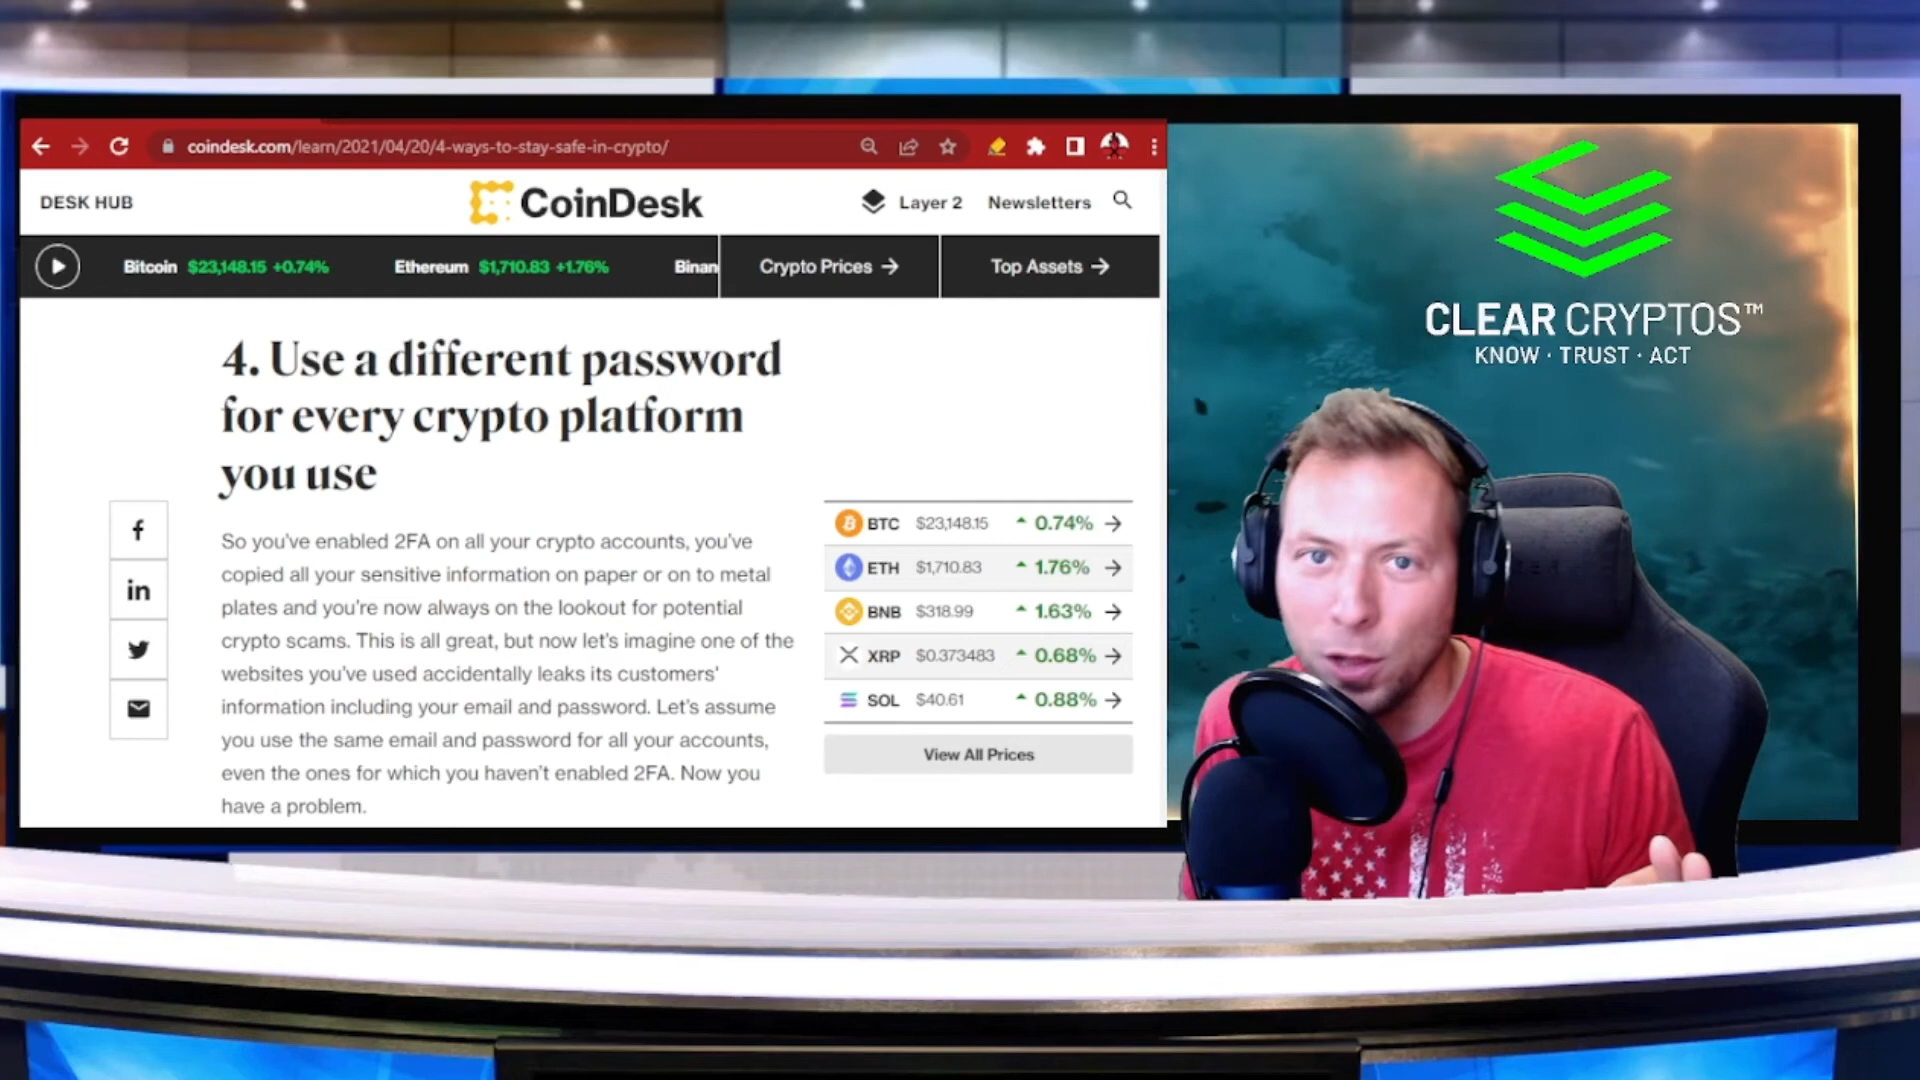 coindesk.com/learn/2021/04/20/4-ways-to-stay-safe-in-crypto/
DESK HUB
CoinDesk
Layer 2
Newsletters
Bitcoin $23,148.15 +0.74%
Ethereum $1,710.83 +1.76%
Binan
Crypto Prices →
Top Assets →
4. Use a different password
for every crypto platform
you use
So you've enabled 2FA on all your crypto accounts, you've
copied all your sensitive information on paper or on to metal
plates and you're now always on the lookout for potential
crypto scams. This is all great, but now let's imagine one of the
websites you've used accidentally leaks its customers'
information including your email and password. Let's assume
you use the same email and password for all your accounts,
even the ones for which you haven't enabled 2FA. Now you
have a problem.
f
in
BTC $23,148.15 0.74% →
ETH $1,710.83 1.76% →
BNB $318.99 1.63% →
XRP $0.373483 0.68% →
SOL $40.61 0.88% →
View All Prices
CLEAR CRYPTOS™
KNOW · TRUST · ACT